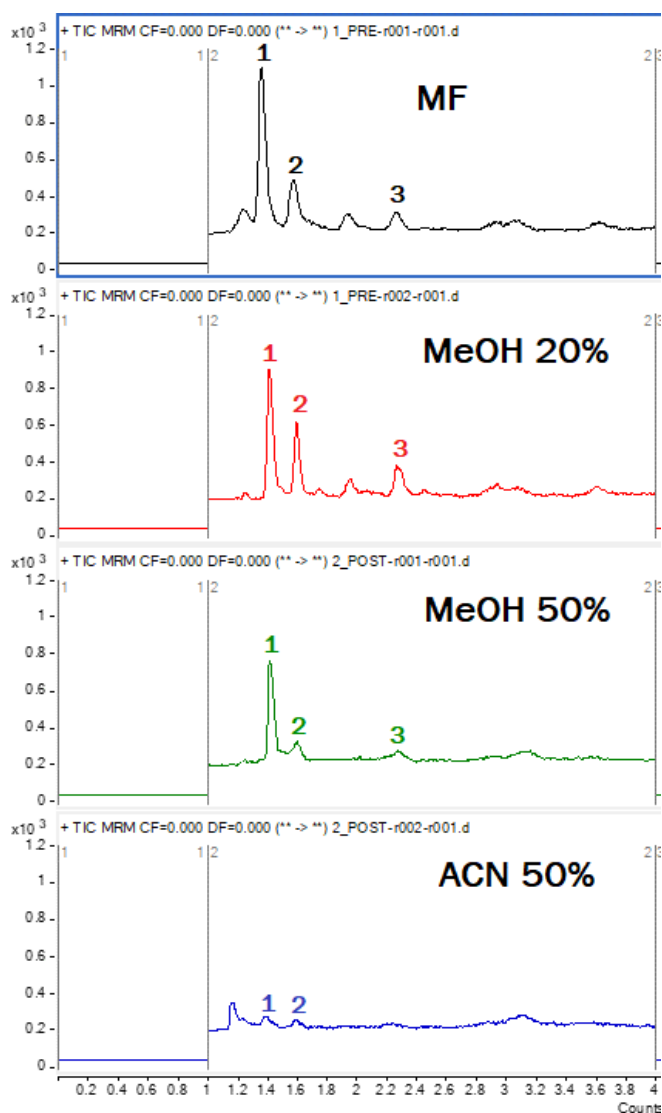 x10 3 + TIC MRM CF=0.000 DF=0.000 (** -> **) 1_PRE-r001-r001.d
1.2 1 2 2 3
1 MF
1
0.8
0.6 2
0.4 3
0.2
0
x10 3 + TIC MRM CF=0.000 DF=0.000 (** -> **) 1_PRE-r002-r001.d
1.2 1 2 2 3
MeOH 20%
1 1
0.8 2
0.6 3
0.4
0.2
0
x10 3 + TIC MRM CF=0.000 DF=0.000 (** -> **) 2_POST-r001-r001.d
1.2 1 2 2 3
MeOH 50%
1
0.8 1
0.6
0.4 2 3
0.2
0
x10 3 + TIC MRM CF=0.000 DF=0.000 (** -> **) 2_POST-r002-r001.d
1.2 1 2 2 3
ACN 50%
1
0.8
0.6
0.4 1 2
0.2
0
0.2 0.4 0.6 0.8 1 1.2 1.4 1.6 1.8 2 2.2 2.4 2.6 2.8 3 3.2 3.4 3.6 3.8 4
Counts